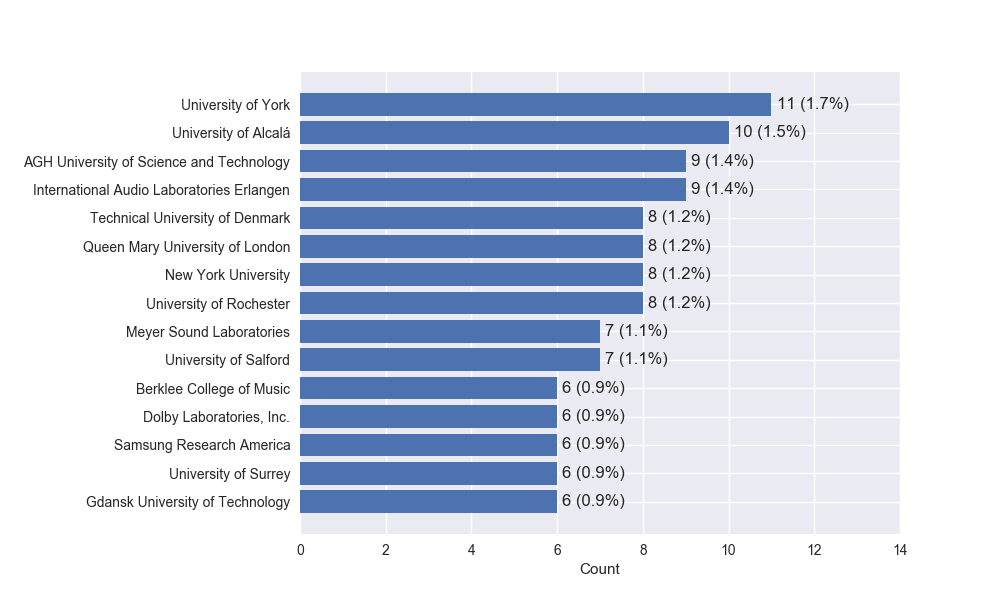 University of York 11 (1.7%)
University of Alcalá 10 (1.5%)
AGH University of Science and Technology 9 (1.4%)
International Audio Laboratories Erlangen 9 (1.4%)
Technical University of Denmark 8 (1.2%)
Queen Mary University of London 8 (1.2%)
New York University 8 (1.2%)
University of Rochester 8 (1.2%)
Meyer Sound Laboratories 7 (1.1%)
University of Salford 7 (1.1%)
Berklee College of Music 6 (0.9%)
Dolby Laboratories, Inc. 6 (0.9%)
Samsung Research America 6 (0.9%)
University of Surrey 6 (0.9%)
Gdansk University of Technology 6 (0.9%)
0 2 4 6 8 10 12 14
Count